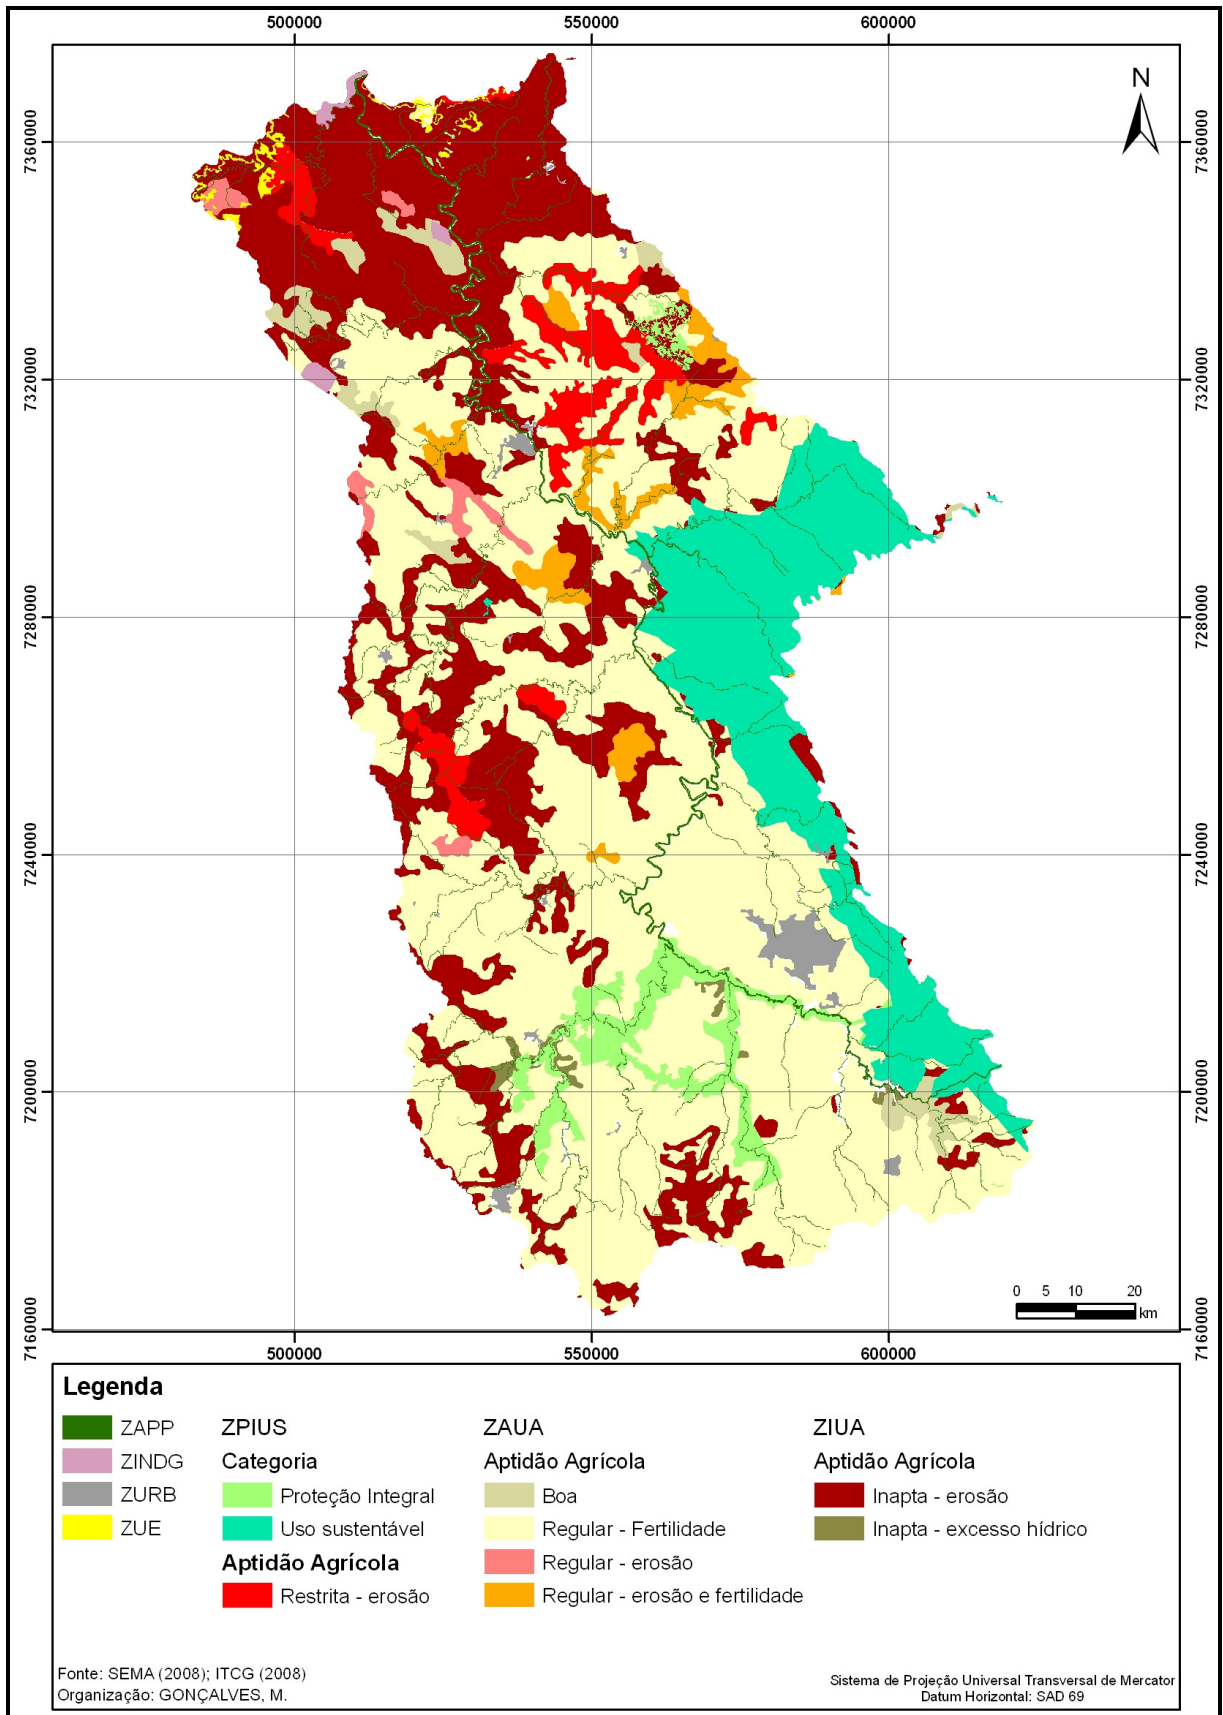 500000 550000 600000
N
7360000 7360000
7320000 7320000
7280000 7280000
7240000 7240000
7200000 7200000
7160000 7160000
0 5 10 20
km
500000 550000 600000
Legenda
ZAPP
ZINDG
ZURB
ZUE
ZPIUS
Categoria
Proteção Integral
Uso sustentável
Aptidão Agrícola
Restrita - erosão
ZAUA
Aptidão Agrícola
Boa
Regular - Fertilidade
Regular - erosão
Regular - erosão e fertilidade
ZIUA
Aptidão Agrícola
Inapta - erosão
Inapta - excesso hídrico
Fonte: SEMA (2008); ITCG (2008)
Organização: GONÇALVES, M.
Sistema de Projeção Universal Transversal de Mercator
Datum Horizontal: SAD 69